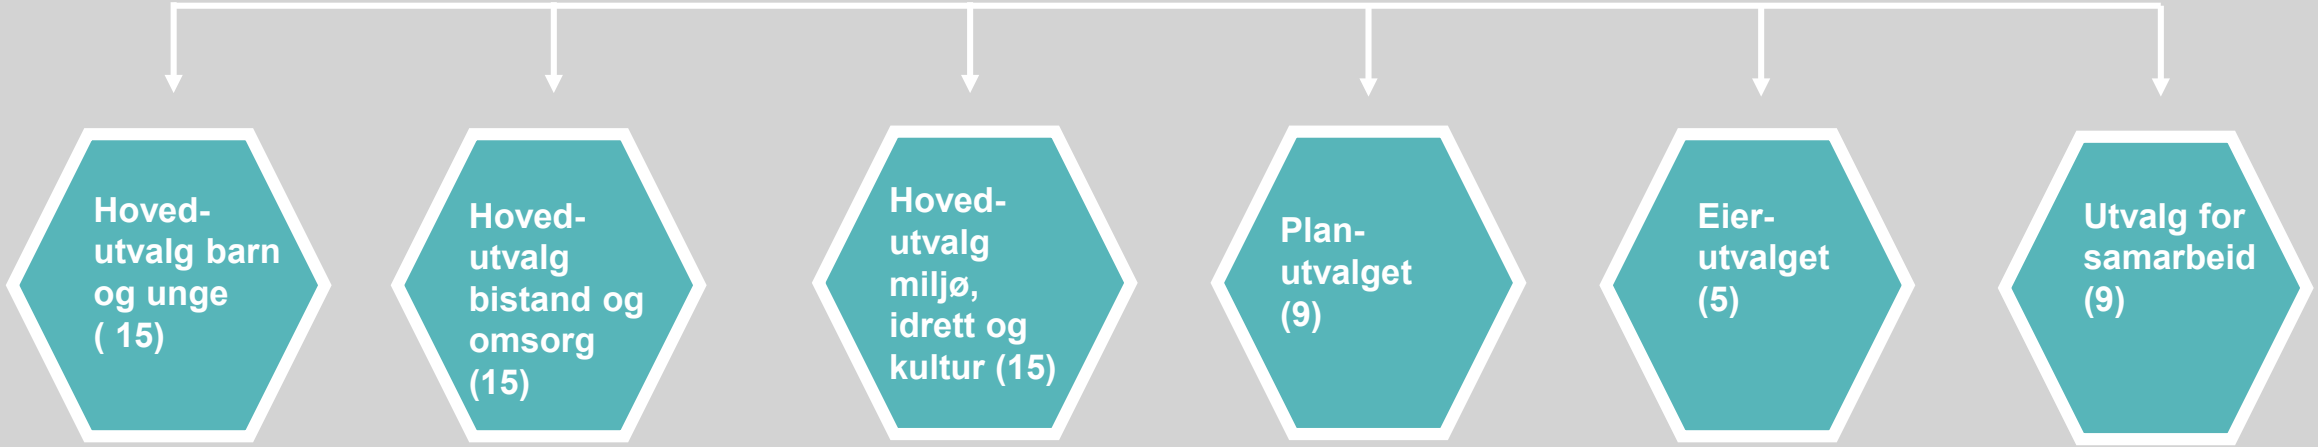 Hoved-
utvalg barn
og unge
( 15)
Hoved-
utvalg
bistand og
omsorg
(15)
Hoved-
utvalg
miljø,
idrett og
kultur (15)
Plan-
utvalget
(9)
Eier-
utvalget
(5)
Utvalg for
samarbeid
(9)